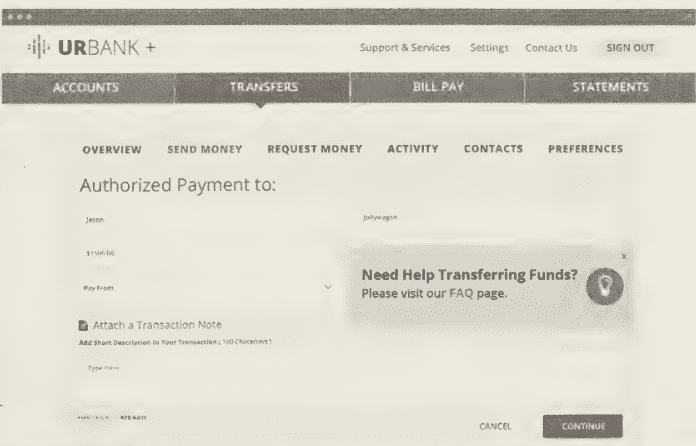 URBANK +
Support & Services Settings Contact Us SIGN OUT
ACCOUNTS TRANSFERS BILL PAY STATEMENTS
OVERVIEW SEND MONEY REQUEST MONEY ACTIVITY CONTACTS PREFERENCES
Authorized Payment to:
Jason Jollywagon
x
Need Help Transferring Funds?
Please visit our FAQ page.
Pay From
Attach a Transaction Note
Add Short Description to Your Transaction ( 100 Characters )
Type Here
ADD NOTE
CANCEL CONTINUE